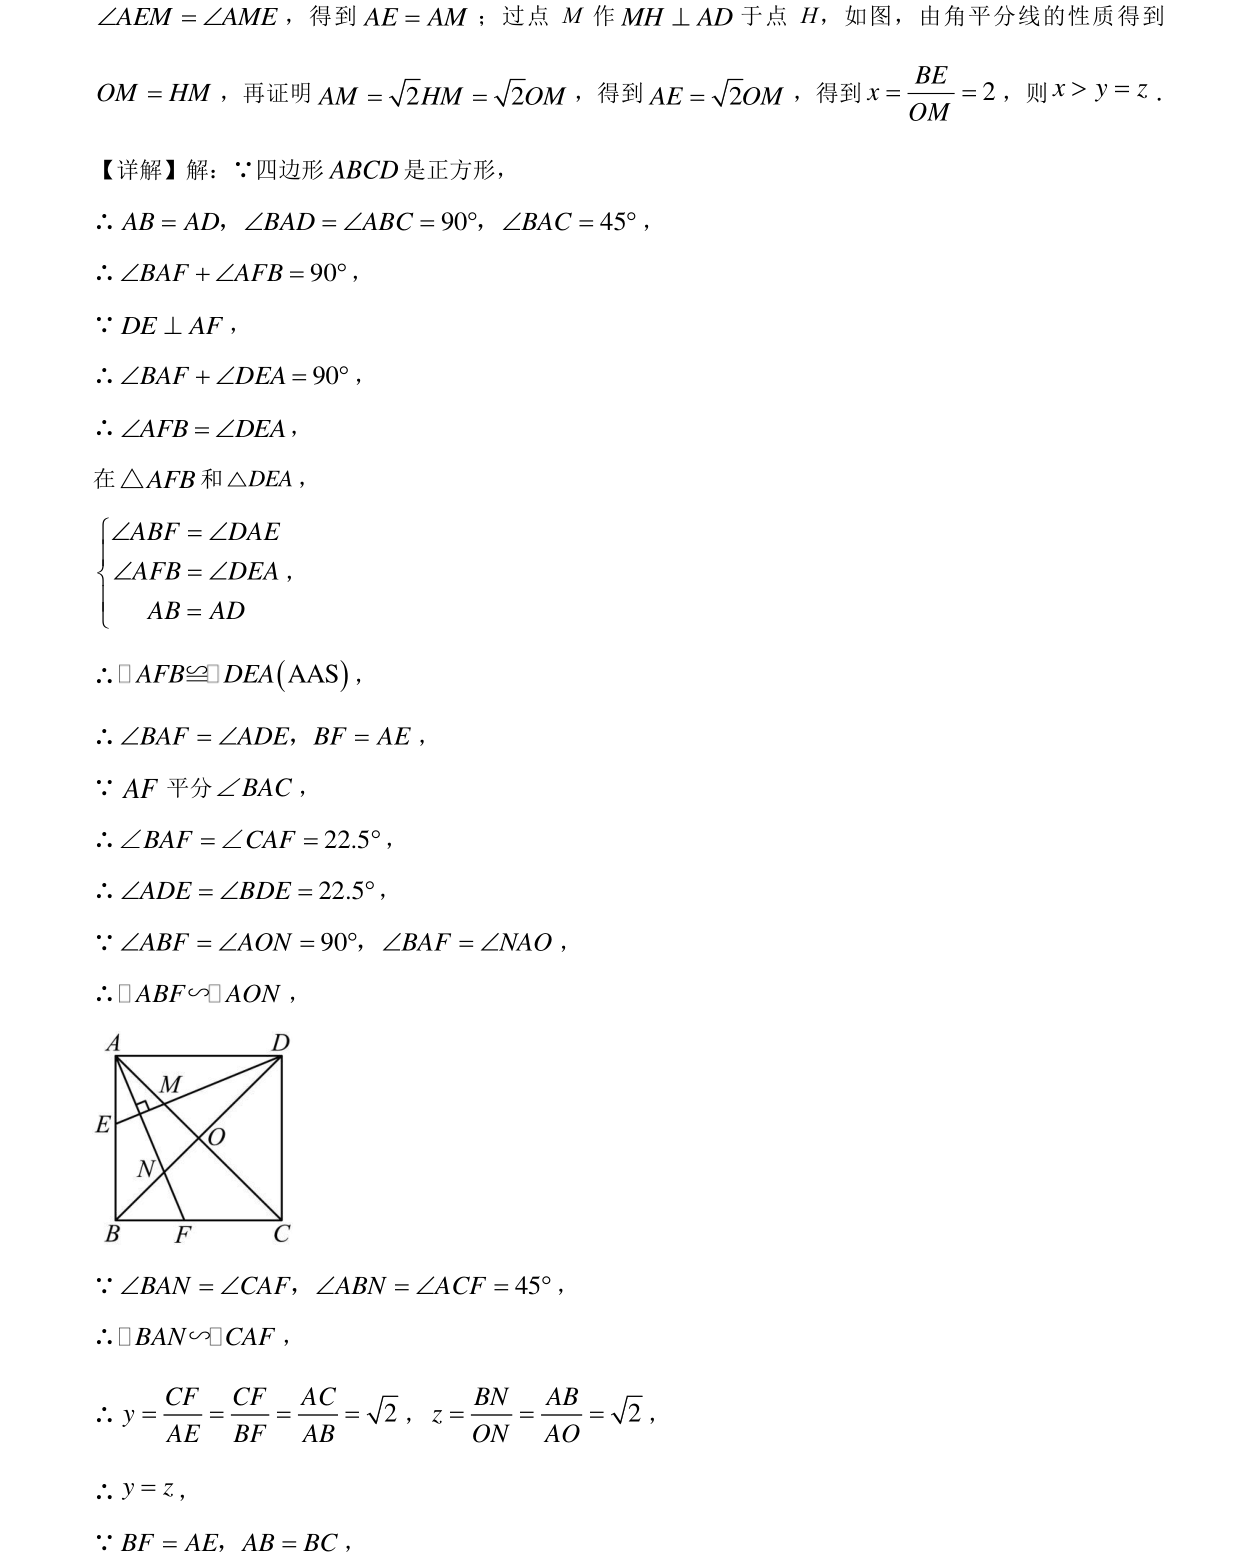 ∠AEM = ∠AME，得到 AE = AM ；过点 M 作 MH ⊥ AD 于点 H，如图，由角平分线的性质得到
OM = HM ，再证明 AM = √2HM = √2OM ，得到 AE = √2OM ，得到 x = BE/OM = 2，则 x > y = z ．
【详解】解：∵四边形 ABCD 是正方形，
∴ AB = AD，∠BAD = ∠ABC = 90°，∠BAC = 45°，
∴ ∠BAF + ∠AFB = 90°，
∵ DE ⊥ AF，
∴ ∠BAF + ∠DEA = 90°，
∴ ∠AFB = ∠DEA，
在 △AFB 和 △DEA，
∠ABF = ∠DAE
{ ∠AFB = ∠DEA ，
AB = AD
∴ □ AFB≌□ DEA(AAS)，
∴ ∠BAF = ∠ADE，BF = AE ，
∵ AF 平分∠BAC，
∴ ∠BAF = ∠CAF = 22.5°，
∴ ∠ADE = ∠BDE = 22.5°，
∵ ∠ABF = ∠AON = 90°，∠BAF = ∠NAO ，
∴ □ ABF∽□ AON ，
A D
M
E
O
N
B F C
∵ ∠BAN = ∠CAF，∠ABN = ∠ACF = 45°，
∴ □ BAN∽□ CAF ，
∴ y = CF/AE = CF/BF = AC/AB = √2 ，z = BN/ON = AB/AO = √2，
∴ y = z，
∵ BF = AE，AB = BC，